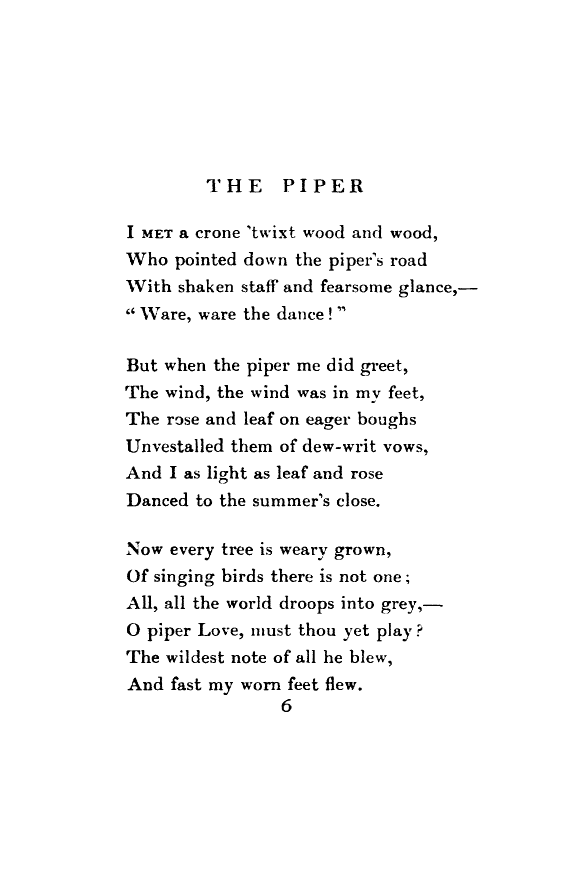 THE PIPER
I MET a crone 'twixt wood and wood,
Who pointed down the piper's road
With shaken staff and fearsome glance,—
“Ware, ware the dance!”
But when the piper me did greet,
The wind, the wind was in my feet,
The rose and leaf on eager boughs
Unvestalled them of dew-writ vows,
And I as light as leaf and rose
Danced to the summer's close.
Now every tree is weary grown,
Of singing birds there is not one;
All, all the world droops into grey,—
O piper Love, must thou yet play?
The wildest note of all he blew,
And fast my worn feet flew.
6